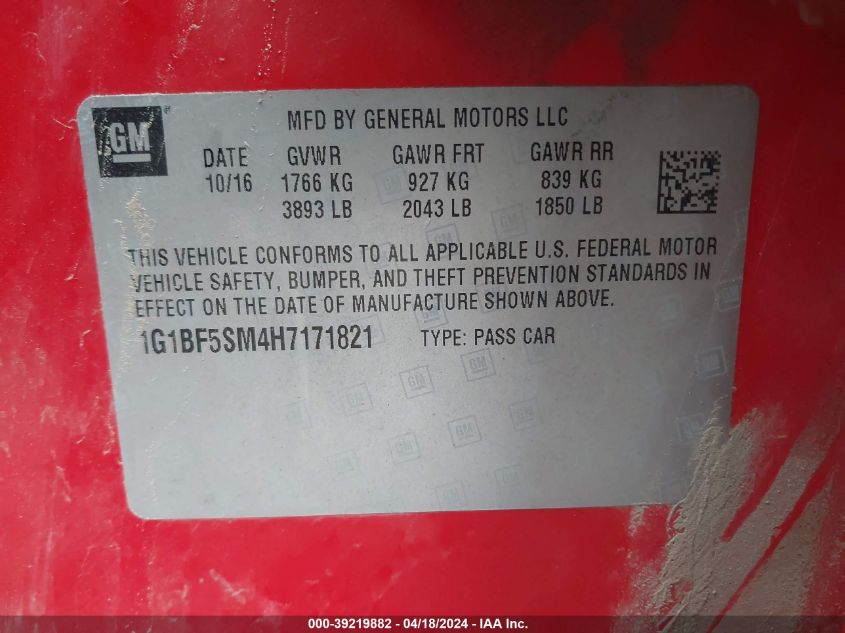 GM
MFD BY GENERAL MOTORS LLC
DATE GVWR GAWR FRT GAWR RR
10/16 1766 KG 927 KG 839 KG
3893 LB 2043 LB 1850 LB
THIS VEHICLE CONFORMS TO ALL APPLICABLE U.S. FEDERAL MOTOR
VEHICLE SAFETY, BUMPER, AND THEFT PREVENTION STANDARDS IN
EFFECT ON THE DATE OF MANUFACTURE SHOWN ABOVE.
1G1BF5SM4H7171821 TYPE: PASS CAR
000-39219882 - 04/18/2024 - IAA Inc.